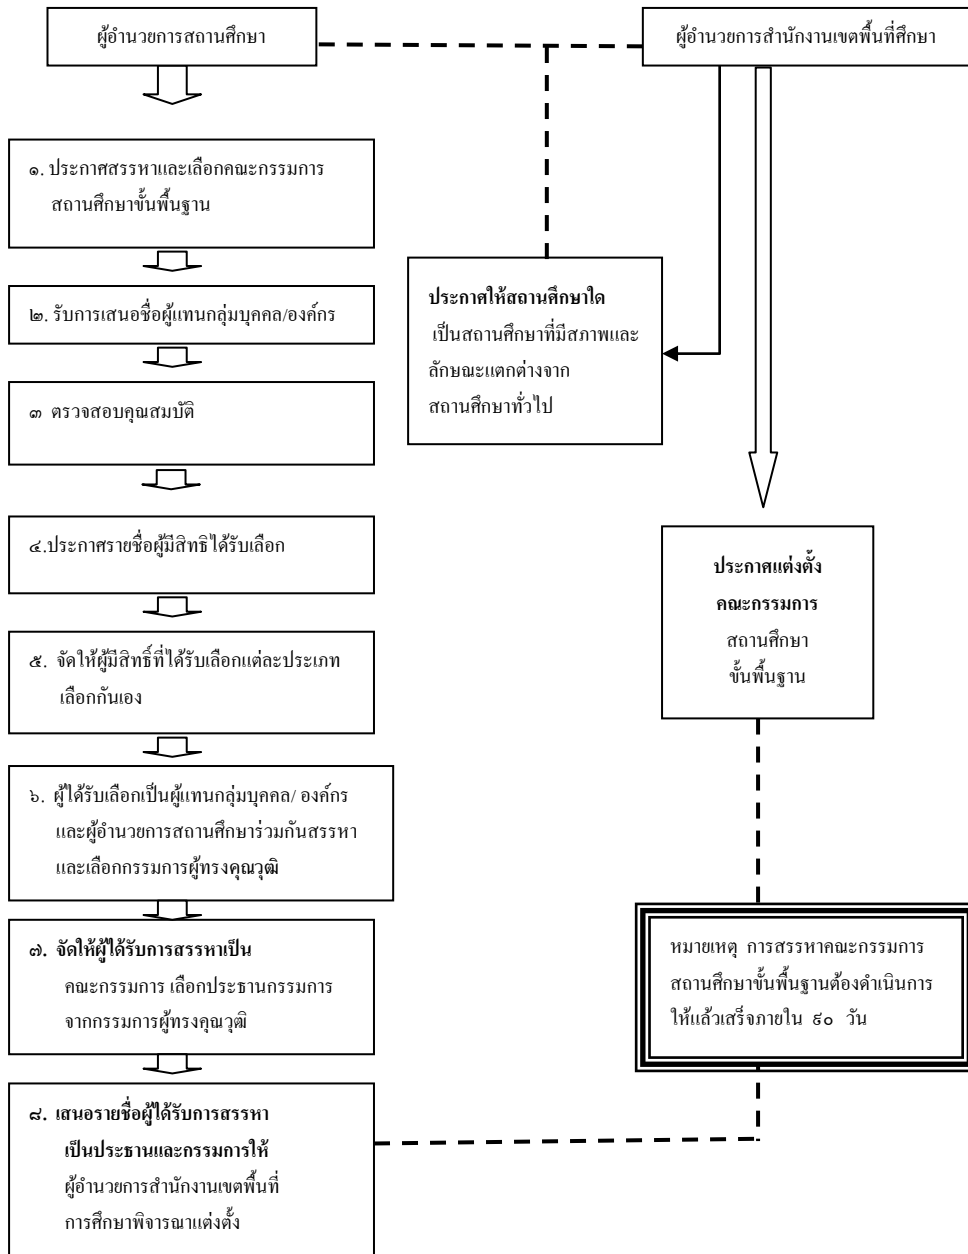 ผู้อำนวยการสถานศึกษา
ผู้อำนวยการสำนักงานเขตพื้นที่ศึกษา
๑. ประกาศสรรหาและเลือกคณะกรรมการ
สถานศึกษาขั้นพื้นฐาน
๒. รับการเสนอชื่อผู้แทนกลุ่มบุคคล/องค์กร
๓ ตรวจสอบคุณสมบัติ
๔.ประกาศรายชื่อผู้มีสิทธิได้รับเลือก
๕. จัดให้ผู้มีสิทธิ์ที่ได้รับเลือกแต่ละประเภท
เลือกกันเอง
๖. ผู้ได้รับเลือกเป็นผู้แทนกลุ่มบุคคล/ องค์กร
และผู้อำนวยการสถานศึกษาร่วมกันสรรหา
และเลือกกรรมการผู้ทรงคุณวุฒิ
๗. จัดให้ผู้ได้รับการสรรหาเป็น
คณะกรรมการ เลือกประธานกรรมการ
จากกรรมการผู้ทรงคุณวุฒิ
๘. เสนอรายชื่อผู้ได้รับการสรรหา
เป็นประธานและกรรมการให้
ผู้อำนวยการสำนักงานเขตพื้นที่
การศึกษาพิจารณาแต่งตั้ง
ประกาศให้สถานศึกษาใด
เป็นสถานศึกษาที่มีสภาพและ
ลักษณะแตกต่างจาก
สถานศึกษาทั่วไป
ประกาศแต่งตั้ง
คณะกรรมการ
สถานศึกษา
ขั้นพื้นฐาน
หมายเหตุ การสรรหาคณะกรรมการ
สถานศึกษาขั้นพื้นฐานต้องดำเนินการ
ให้แล้วเสร็จภายใน ๙๐ วัน